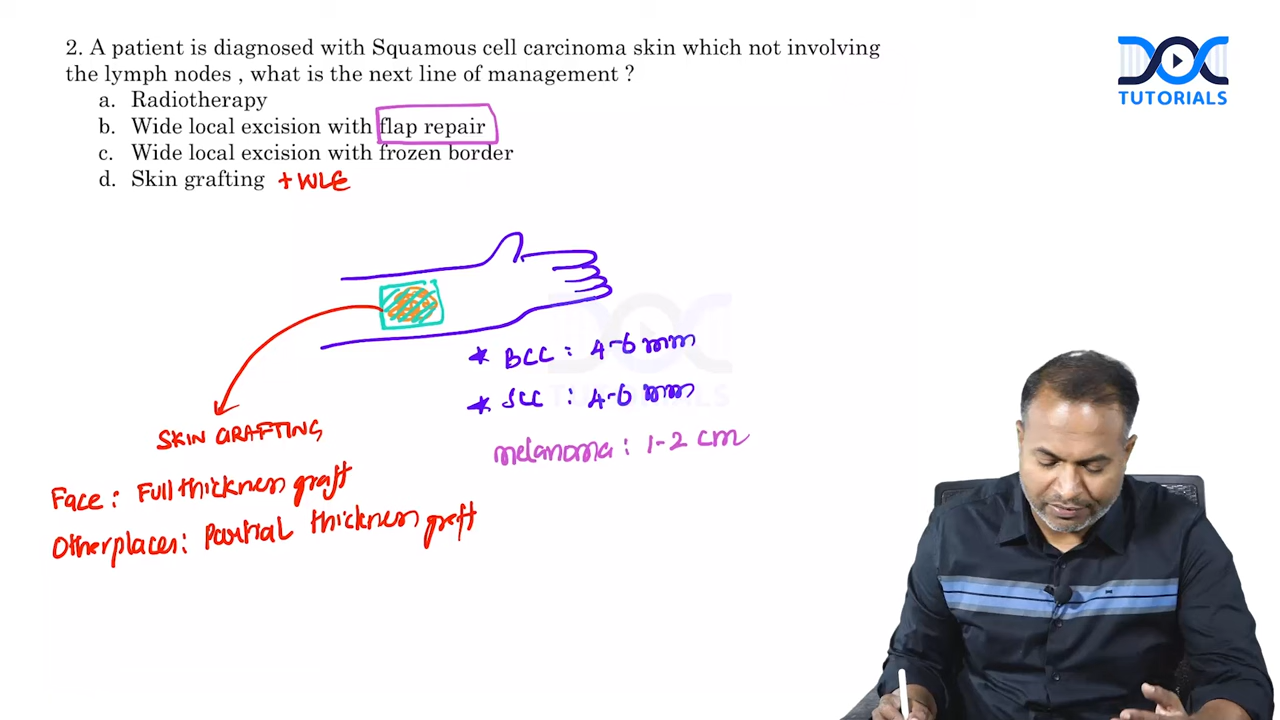 2. A patient is diagnosed with Squamous cell carcinoma skin which not involving
the lymph nodes , what is the next line of management ?
a. Radiotherapy
b. Wide local excision with flap repair
c. Wide local excision with frozen border
d. Skin grafting + WLE
TUTORIALS
* BCC : 4-6 mm
* SCC : 4-6 mm
melanoma : 1-2 cm
SKIN GRAFTING
Face : Full thickness graft
Other places : Partial thickness graft